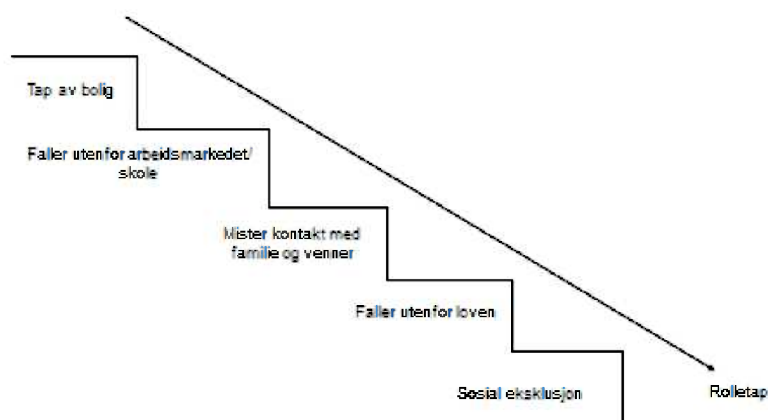 Tap av bolig
Faller utenfor arbeidsmarkedet/
skole
Mister kontakt med
familie og venner
Faller utenfor loven
Sosial eksklusjon
Rolletap